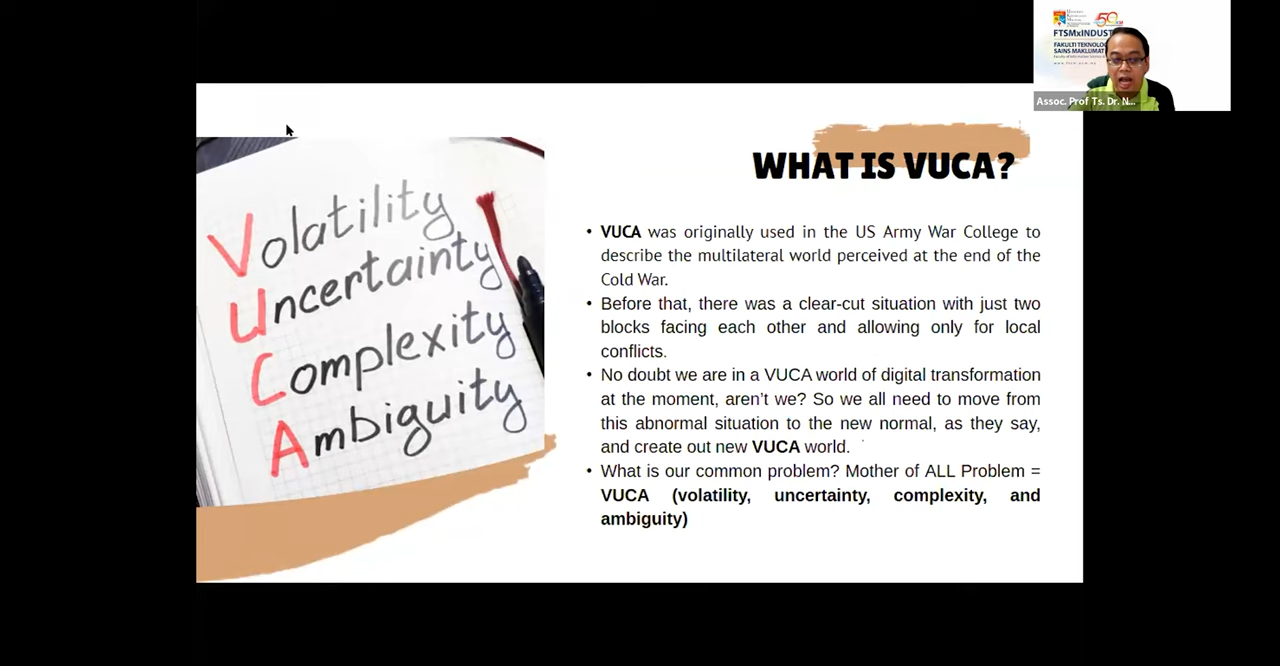 FTSMxINDUST
FAKULTI TEKNOLOG
SAINS MAKLUMAT
Assoc. Prof Ts. Dr. N...
WHAT IS VUCA?
Volatility
Uncertainty
Complexity
Ambiguity
• VUCA was originally used in the US Army War College to
describe the multilateral world perceived at the end of the
Cold War.
• Before that, there was a clear-cut situation with just two
blocks facing each other and allowing only for local
conflicts.
• No doubt we are in a VUCA world of digital transformation
at the moment, aren't we? So we all need to move from
this abnormal situation to the new normal, as they say,
and create out new VUCA world.
• What is our common problem? Mother of ALL Problem =
VUCA (volatility, uncertainty, complexity, and
ambiguity)